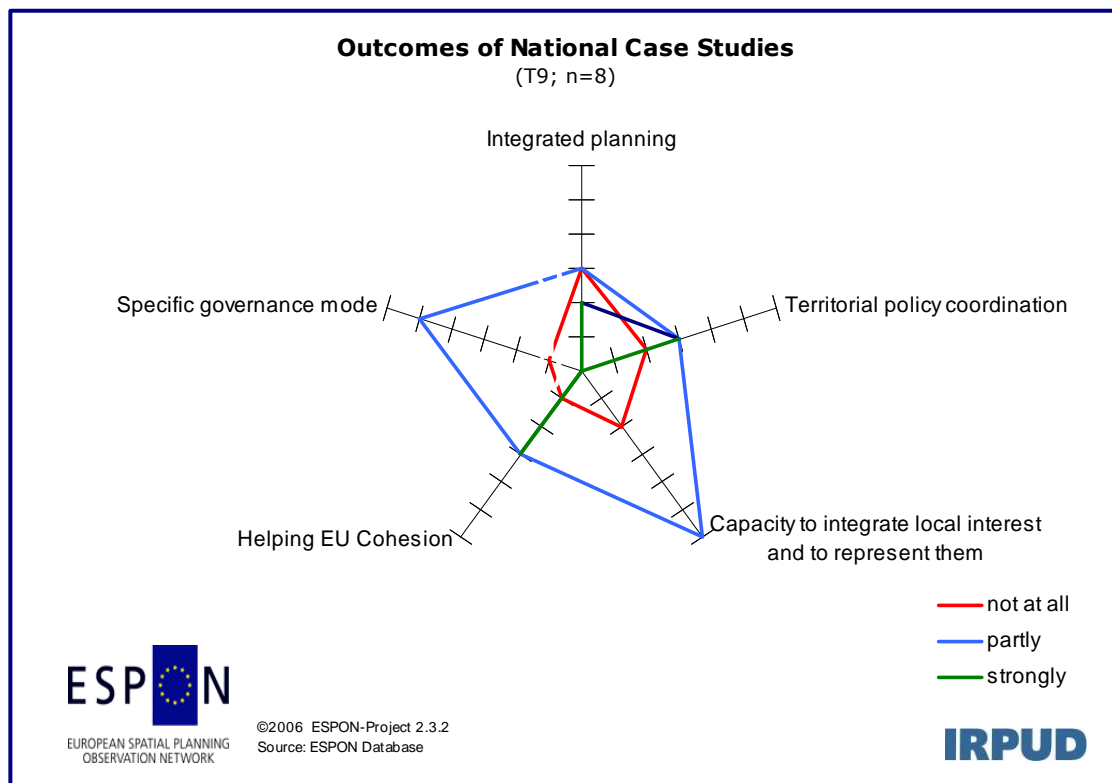 Outcomes of National Case Studies
(T9; n=8)
Integrated planning
Specific governance mode
Territorial policy coordination
Helping EU Cohesion
Capacity to integrate local interest
and to represent them
not at all
partly
strongly
ESPON
EUROPEAN SPATIAL PLANNING
OBSERVATION NETWORK
©2006 ESPON-Project 2.3.2
Source: ESPON Database
IRPUD